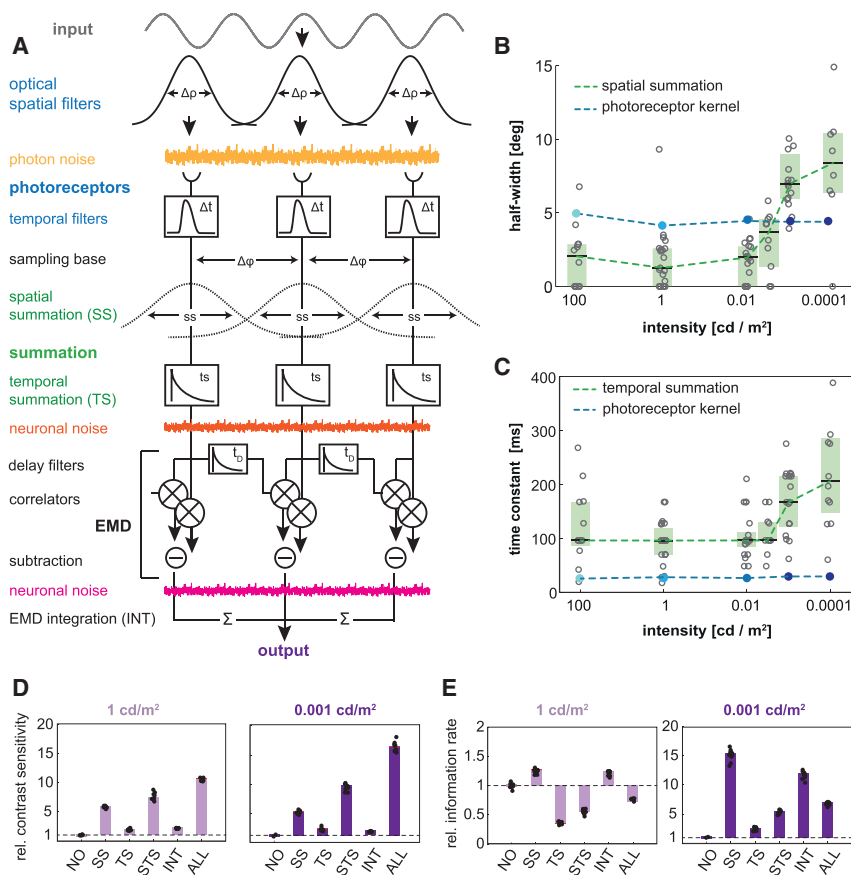 A
input
optical
spatial filters
Δρ Δρ Δρ
photon noise
photoreceptors
temporal filters
Δt Δt Δt
sampling base
Δφ Δφ
spatial
summation (SS)
ss ss ss
summation
temporal
summation (TS)
ts ts ts
neuronal noise
delay filters
t_D t_D
correlators
EMD
subtraction
neuronal noise
EMD integration (INT)
Σ Σ
output
B
half-width [deg]
15
10
5
0
spatial summation
photoreceptor kernel
100 1 0.01 0.0001
intensity [cd / m²]
C
time constant [ms]
400
300
200
100
0
temporal summation
photoreceptor kernel
100 1 0.01 0.0001
intensity [cd / m²]
D
rel. contrast sensitivity
1 cd/m²
20
15
10
5
1
NO SS TS STS INT ALL
0.001 cd/m²
NO SS TS STS INT ALL
E
rel. information rate
1 cd/m²
2
1.5
1
0.5
0
NO SS TS STS INT ALL
0.001 cd/m²
20
15
10
5
1
NO SS TS STS INT ALL